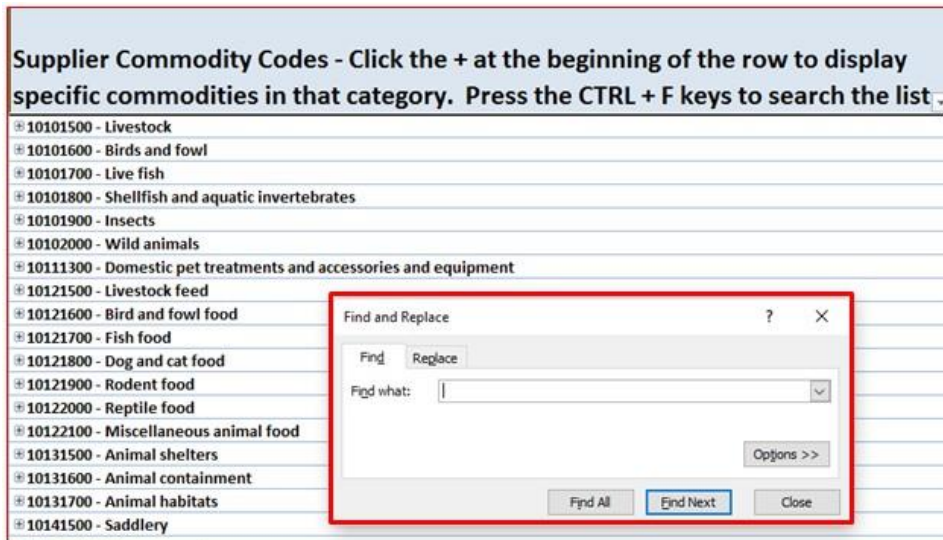 Supplier Commodity Codes - Click the + at the beginning of the row to display
specific commodities in that category.  Press the CTRL + F keys to search the list
10101500 - Livestock
10101600 - Birds and fowl
10101700 - Live fish
10101800 - Shellfish and aquatic invertebrates
10101900 - Insects
10102000 - Wild animals
10111300 - Domestic pet treatments and accessories and equipment
10121500 - Livestock feed
10121600 - Bird and fowl food
10121700 - Fish food
10121800 - Dog and cat food
10121900 - Rodent food
10122000 - Reptile food
10122100 - Miscellaneous animal food
10131500 - Animal shelters
10131600 - Animal containment
10131700 - Animal habitats
10141500 - Saddlery
Find and Replace
Find Replace
Find what:
Options >>
Find All Find Next Close